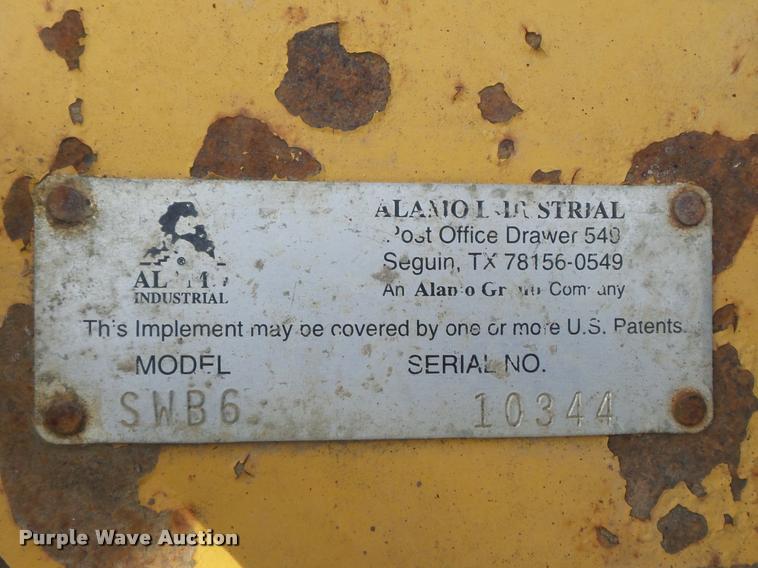 ALAMO INDUSTRIAL
Post Office Drawer 549
Seguin, TX 78156-0549
An Alamo Group Company
®
ALAMO
INDUSTRIAL
This Implement may be covered by one or more U.S. Patents.
MODEL SERIAL NO.
SWB6 10344
Purple Wave Auction